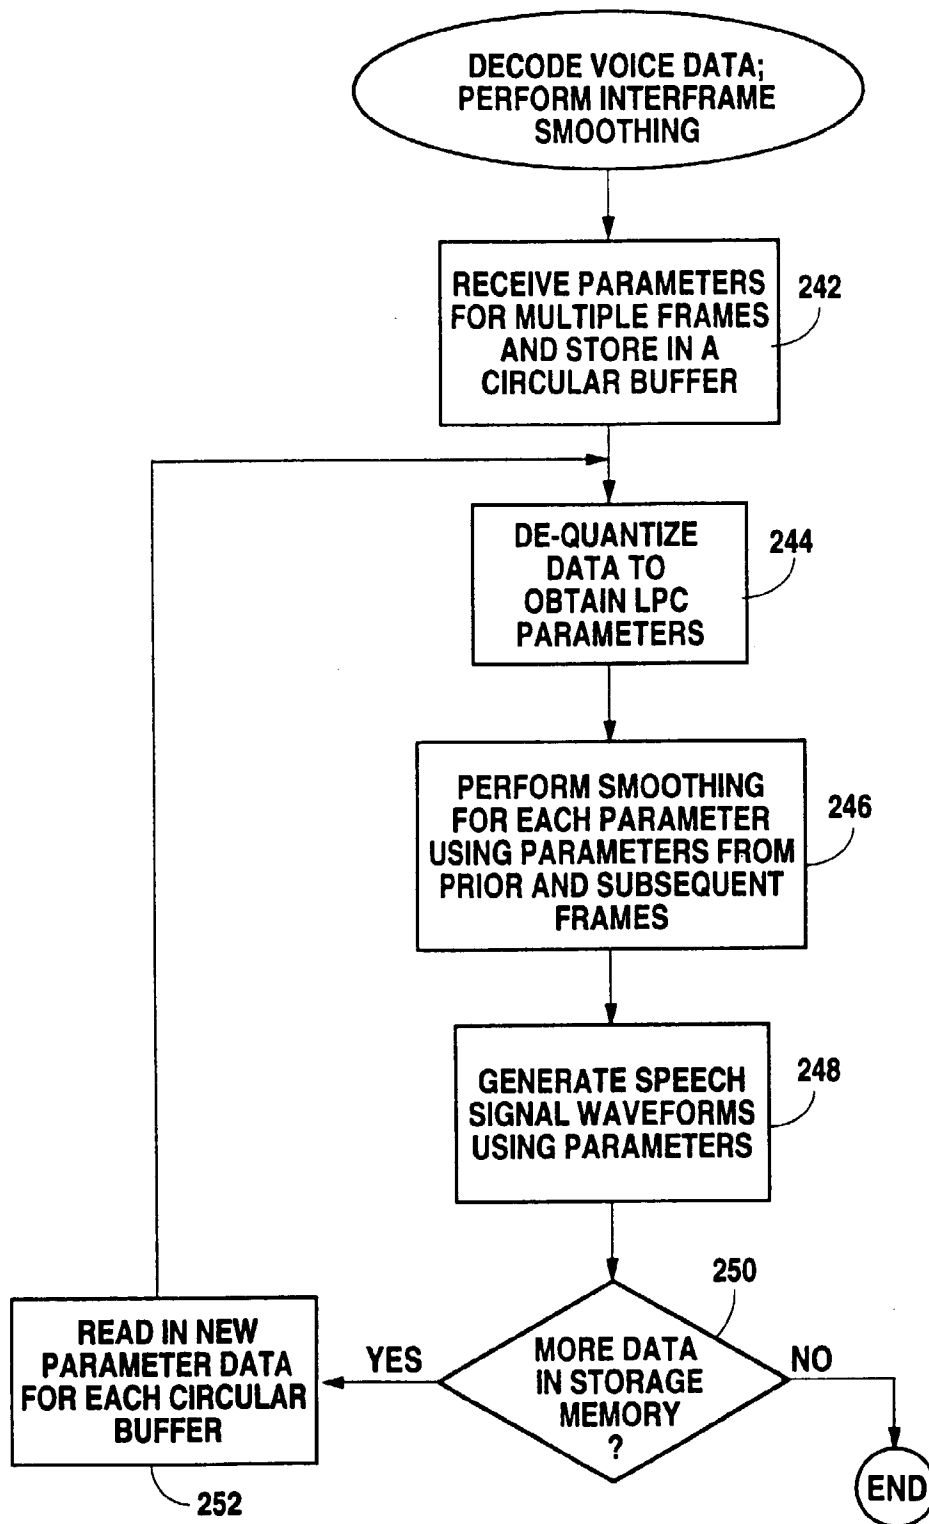 DECODE VOICE DATA;
PERFORM INTERFRAME
SMOOTHING
RECEIVE PARAMETERS
FOR MULTIPLE FRAMES
AND STORE IN A
CIRCULAR BUFFER
242
DE-QUANTIZE
DATA TO
OBTAIN LPC
PARAMETERS
244
PERFORM SMOOTHING
FOR EACH PARAMETER
USING PARAMETERS FROM
PRIOR AND SUBSEQUENT
FRAMES
246
GENERATE SPEECH
SIGNAL WAVEFORMS
USING PARAMETERS
248
MORE DATA
IN STORAGE
MEMORY
?
250
YES
NO
READ IN NEW
PARAMETER DATA
FOR EACH CIRCULAR
BUFFER
252
END